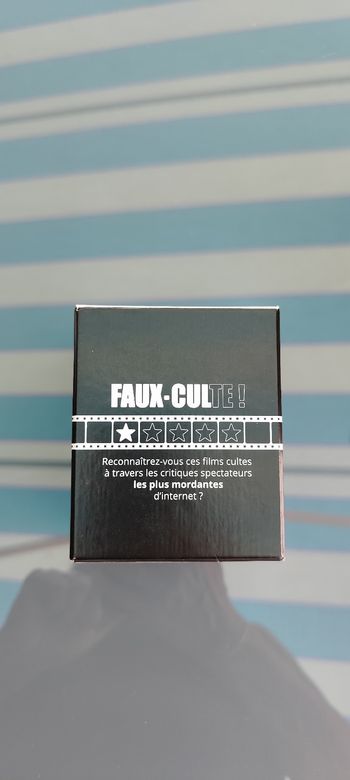 FAUX-CULTE !
Reconnaîtrez-vous ces films cultes
à travers les critiques spectateurs
les plus mordantes
d'internet ?